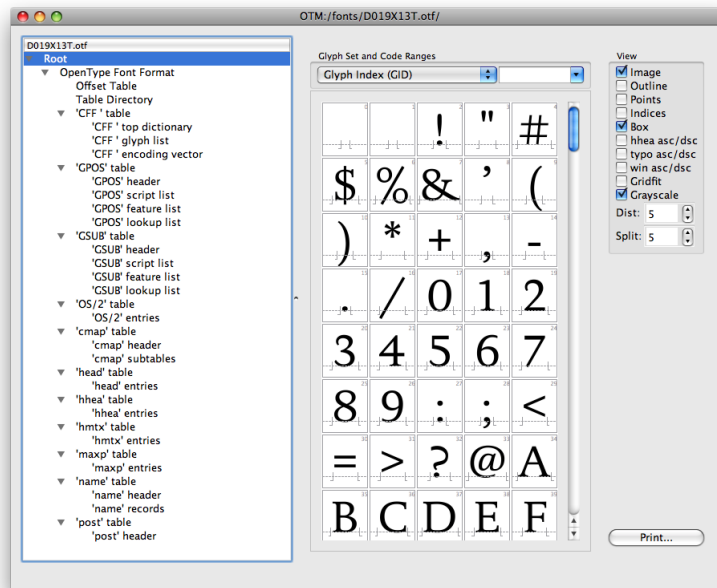 OTM:/fonts/D019X13T.otf/
D019X13T.otf
Root
OpenType Font Format
Offset Table
Table Directory
'CFF ' table
'CFF ' top dictionary
'CFF ' glyph list
'CFF ' encoding vector
'GPOS' table
'GPOS' header
'GPOS' script list
'GPOS' feature list
'GPOS' lookup list
'GSUB' table
'GSUB' header
'GSUB' script list
'GSUB' feature list
'GSUB' lookup list
'OS/2' table
'OS/2' entries
'cmap' table
'cmap' header
'cmap' subtables
'head' table
'head' entries
'hhea' table
'hhea' entries
'hmtx' table
'hmtx' entries
'maxp' table
'maxp' entries
'name' table
'name' header
'name' records
'post' table
'post' header
Glyph Set and Code Ranges
Glyph Index (GID)
! " #
$ % & ’ (
) * + , -
. / 0 1 2
3 4 5 6 7
8 9 : ; <
= > ? @ A
B C D E F
View
Image
Outline
Points
Indices
Box
hhea asc/dsc
typo asc/dsc
win asc/dsc
Gridfit
Grayscale
Dist: 5
Split: 5
Print...